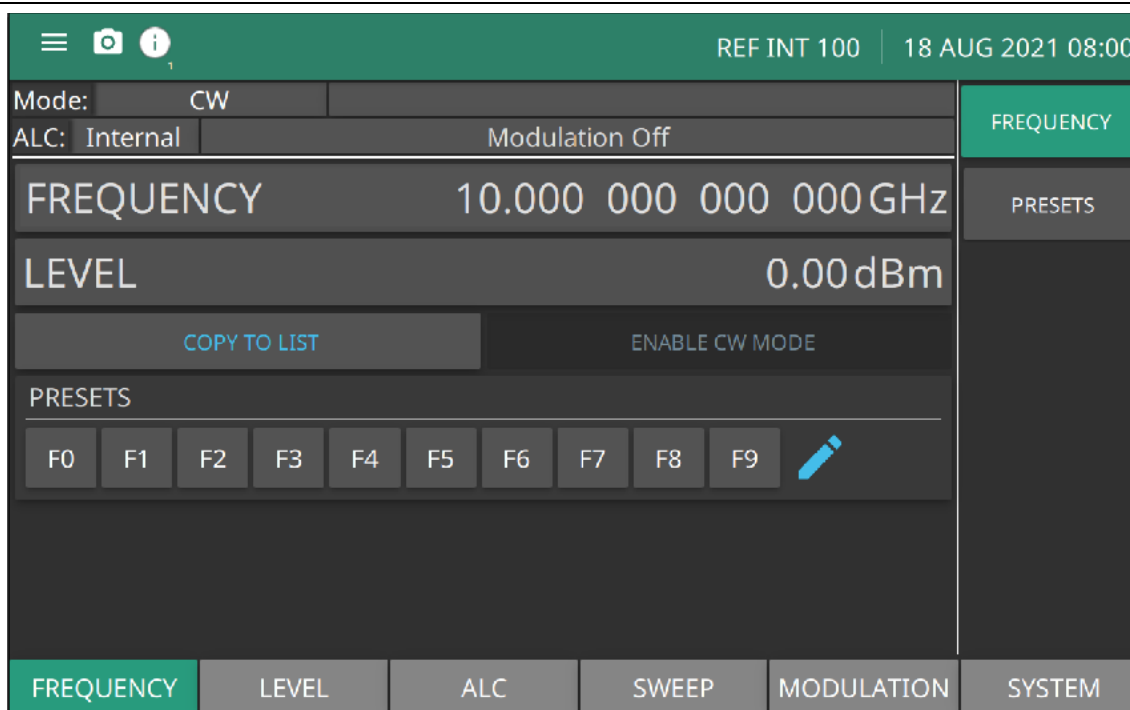 REF INT 100 18 AUG 2021 08:00
Mode: CW
ALC: Internal Modulation Off
FREQUENCY 10.000 000 000 000 GHz
LEVEL 0.00 dBm
COPY TO LIST ENABLE CW MODE
PRESETS
F0 F1 F2 F3 F4 F5 F6 F7 F8 F9
FREQUENCY
PRESETS
FREQUENCY LEVEL ALC SWEEP MODULATION SYSTEM